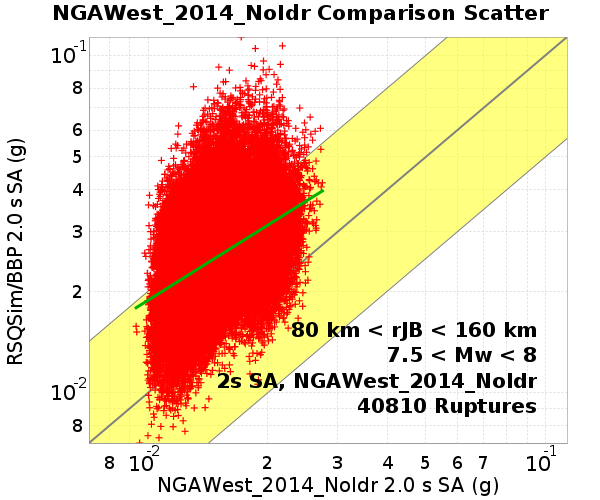 NGAWest_2014_NoIdr Comparison Scatter
RSQSim/BBP 2.0 s SA (g)
10-1
8
6
5
4
3
2
10-2
8
80 km < rJB < 160 km
7.5 < Mw < 8
2s SA, NGAWest_2014_NoIdr
40810 Ruptures
8 10-2 2 3 4 5 6 8 10-1
NGAWest_2014_NoIdr 2.0 s SA (g)